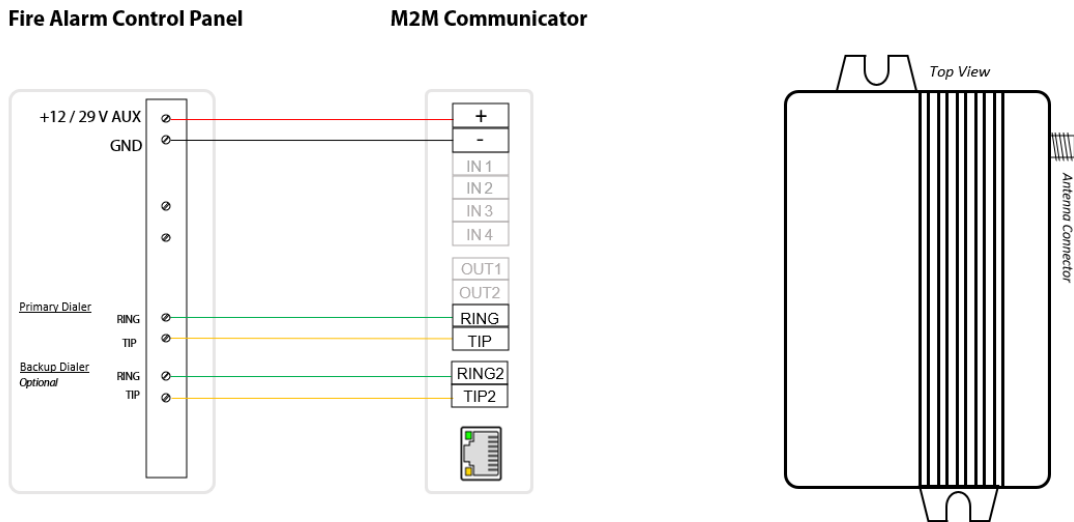 Fire Alarm Control Panel
M2M Communicator
Top View
+12 / 29 V AUX
GND
+
-
IN 1
IN 2
IN 3
IN 4
OUT1
OUT2
Primary Dialer
RING
TIP
RING
TIP
Backup Dialer
Optional
RING
TIP
RING2
TIP2
Antenna Connector